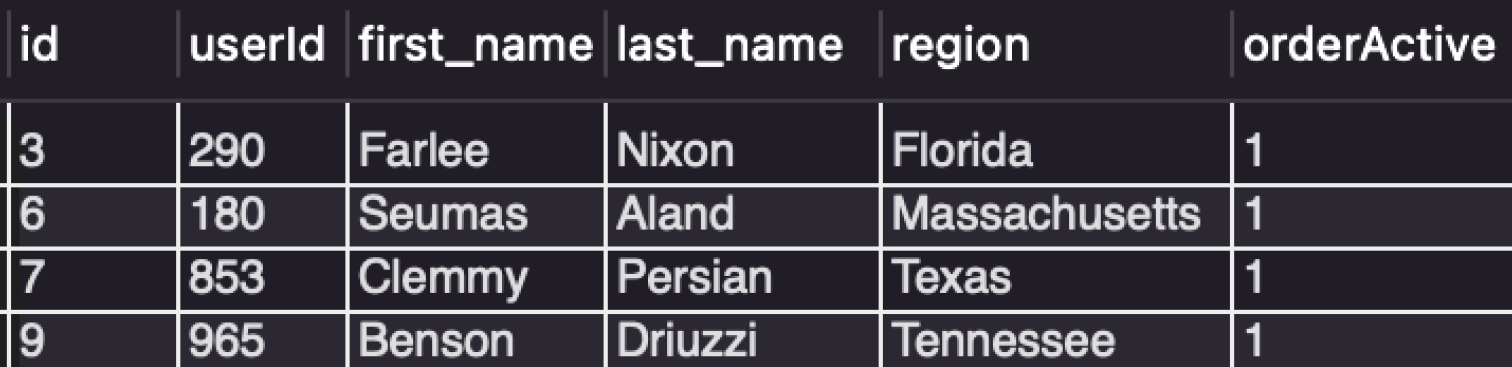 id userId first_name last_name region orderActive
3 290 Farlee Nixon Florida 1
6 180 Seumas Aland Massachusetts 1
7 853 Clemmy Persian Texas 1
9 965 Benson Driuzzi Tennessee 1